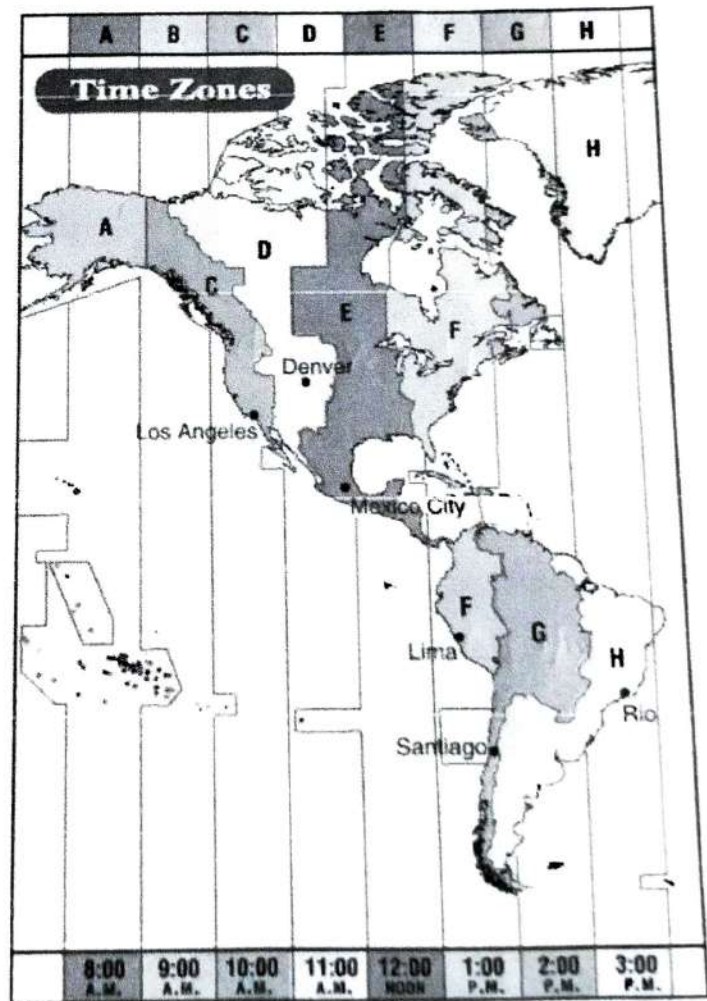 A B C D E F G H
Time Zones
H
A
D
C
E
F
Denver
Los Angeles
Mexico City
F
G
Lima
H
Rio
Santiago
8:00 9:00 10:00 11:00 12:00 1:00 2:00 3:00
A.M. A.M. A.M. A.M. NOON P.M. P.M. P.M.